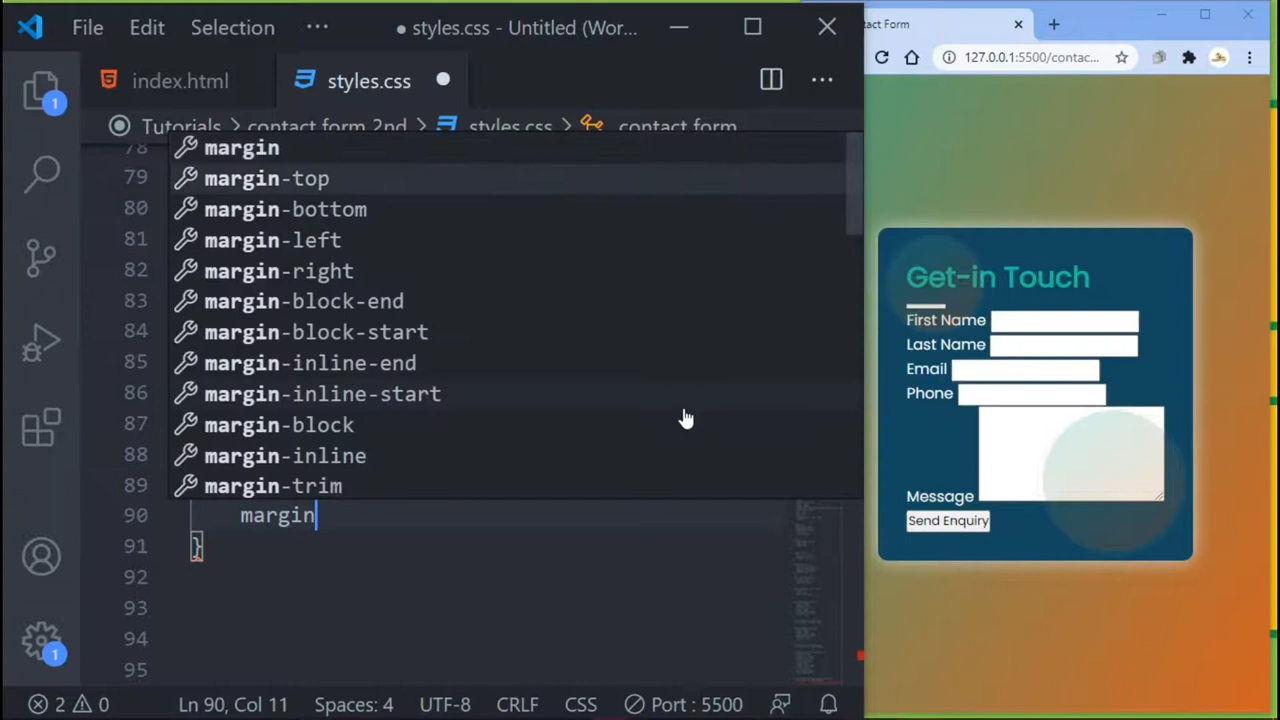 File Edit Selection ··· ● styles.css - Untitled (Wor...
index.html styles.css ●
Tutorials > contact form 2nd > styles.css > contact form
78 margin
79 margin-top
80 margin-bottom
81 margin-left
82 margin-right
83 margin-block-end
84 margin-block-start
85 margin-inline-end
86 margin-inline-start
87 margin-block
88 margin-inline
89 margin-trim
90 margin
91 }
92
93
94
95
1
1
2 0 Ln 90, Col 11 Spaces: 4 UTF-8 CRLF CSS Port : 5500
tact Form
127.0.0.1:5500/contac...
Get-in Touch
First Name
Last Name
Email
Phone
Message
Send Enquiry